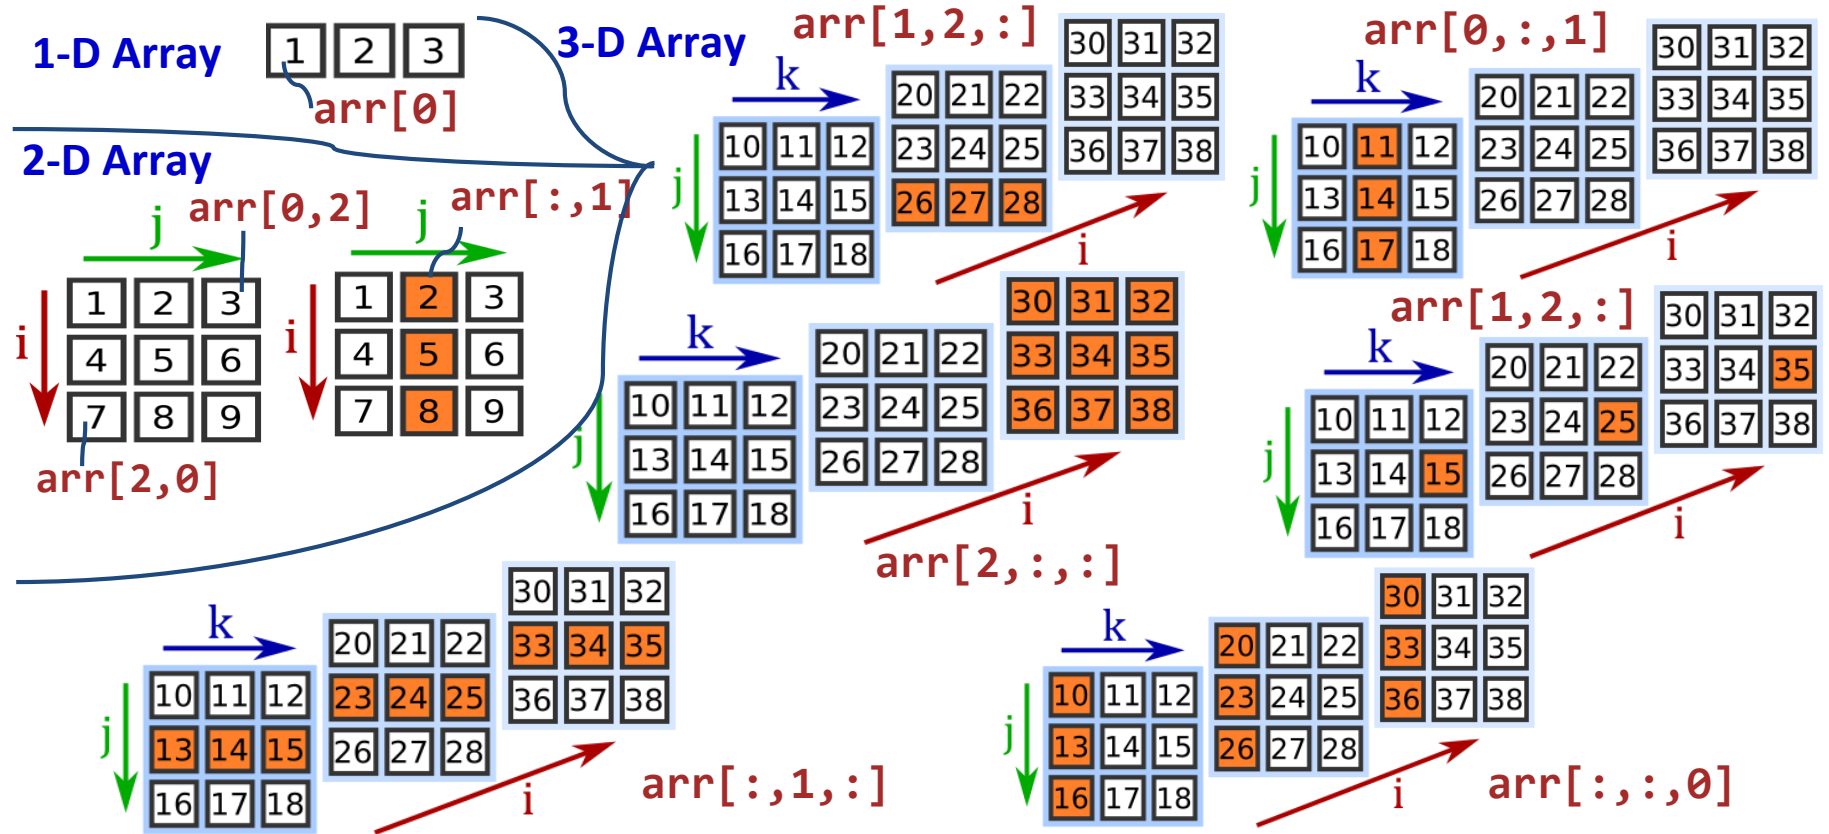 1-D Array
1 2 3
arr[0]
2-D Array
arr[0,2]
j
i
1 2 3
4 5 6
7 8 9
arr[2,0]
arr[:,1]
j
i
1 2 3
4 5 6
7 8 9
3-D Array
arr[1,2,:]
k
j
i
10 11 12
13 14 15
16 17 18
20 21 22
23 24 25
26 27 28
30 31 32
33 34 35
36 37 38
arr[0,:,1]
k
j
i
10 11 12
13 14 15
16 17 18
20 21 22
23 24 25
26 27 28
30 31 32
33 34 35
36 37 38
k
j
i
10 11 12
13 14 15
16 17 18
20 21 22
23 24 25
26 27 28
30 31 32
33 34 35
36 37 38
arr[2,:,:]
arr[1,2,:]
k
j
i
10 11 12
13 14 15
16 17 18
20 21 22
23 24 25
26 27 28
30 31 32
33 34 35
36 37 38
k
j
i
10 11 12
13 14 15
16 17 18
20 21 22
23 24 25
26 27 28
30 31 32
33 34 35
36 37 38
arr[:,1,:]
k
j
i
10 11 12
13 14 15
16 17 18
20 21 22
23 24 25
26 27 28
30 31 32
33 34 35
36 37 38
arr[:,:,0]